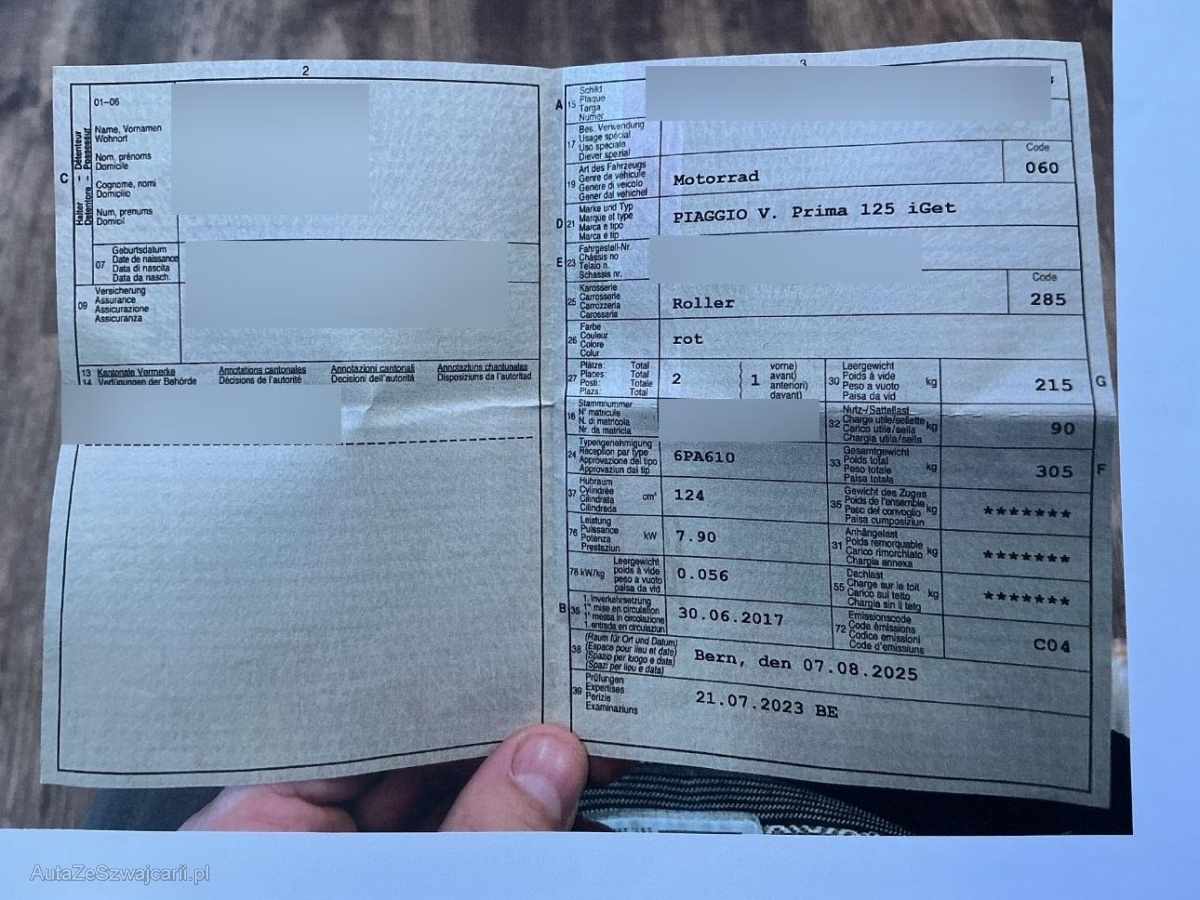 2
01-06
C
Halter – Détenteur
Detentore – Possessur
Name, Vornamen
Wohnort
Nom, prénoms
Domicile
Cognome, nomi
Domicilio
Num, prenums
Domicil
07
Geburtsdatum
Date de naissance
Data di nascita
Data da nasch.
09
Versicherung
Assurance
Assicurazione
Assicuranza
13 Kantonale Vermerke Annotations cantonales Annotazioni cantonali Annotaziuns chantunalas
14 Verfügungen der Behörde Décisions de l'autorité Decisioni dell'autorità Disposiziuns da l'autoritad
3
A 15
Schild
Plaque
Targa
Numer
17
Bes. Verwendung
Usage spécial
Uso speciale
Diever spezial
19
Art des Fahrzeugs
Genre de véhicule
Genere di veicolo
Gener dal vehichel
Motorrad
Code
060
D 21
Marke und Typ
Marque et type
Marca e tipo
Marca e tip
PIAGGIO V. Prima 125 iGet
E 23
Fahrgestell-Nr.
Châssis no
Telaio n.
Schassis nr.
25
Karosserie
Carrosserie
Carrozzeria
Carossaria
Roller
Code
285
26
Farbe
Couleur
Colore
Colur
rot
27
Plätze: Total
Places: Total
Posti: Totale
Plazs: Total
2
1
vorne)
avant)
anteriori)
davant)
30
Leergewicht
Poids à vide
Peso a vuoto
Paisa da vid
kg
215
G
18
Stammnummer
N° matricule
N. di matricola
Nr. da matricla
32
Nutz-/Sattellast
Charge utile/sellette
Carico utile/sella
Chargia utila/sella
kg
90
24
Typengenehmigung
Réception par type
Approvazione del tipo
Approvaziun dal tip
6PA610
33
Gesamtgewicht
Poids total
Peso totale
Paisa totala
kg
305
F
37
Hubraum
Cylindrée
Cilindrata
Cilindrada
cm³
124
35
Gewicht des Zuges
Poids de l'ensemble
Peso del convoglio
Paisa cumposiziun
kg
*******
76
Leistung
Puissance
Potenza
Prestaziun
kW
7.90
31
Anhängelast
Poids remorquable
Carico rimorchiato
Chargia annexa
kg
*******
78 kW/kg
Leergewicht
poids à vide
peso a vuoto
paisa da vid
0.056
55
Dachlast
Charge sur le toit
Carico sul tetto
Chargia sin il tetg
kg
*******
B 36
1. Inverkehrsetzung
1re mise en circulation
1a messa in circolazione
1. entrada en circulaziun
30.06.2017
72
Emissionscode
Code émissions
Codice emissioni
Code d'emissiuns
C04
38
(Raum für Ort und Datum)
(Espace pour lieu et date)
(Spazio per luogo e data)
(Spazi per lieu e data)
Bern, den 07.08.2025
39
Prüfungen
Expertises
Perizie
Examinaziuns
21.07.2023 BE
AutaZeSzwajcarii.pl